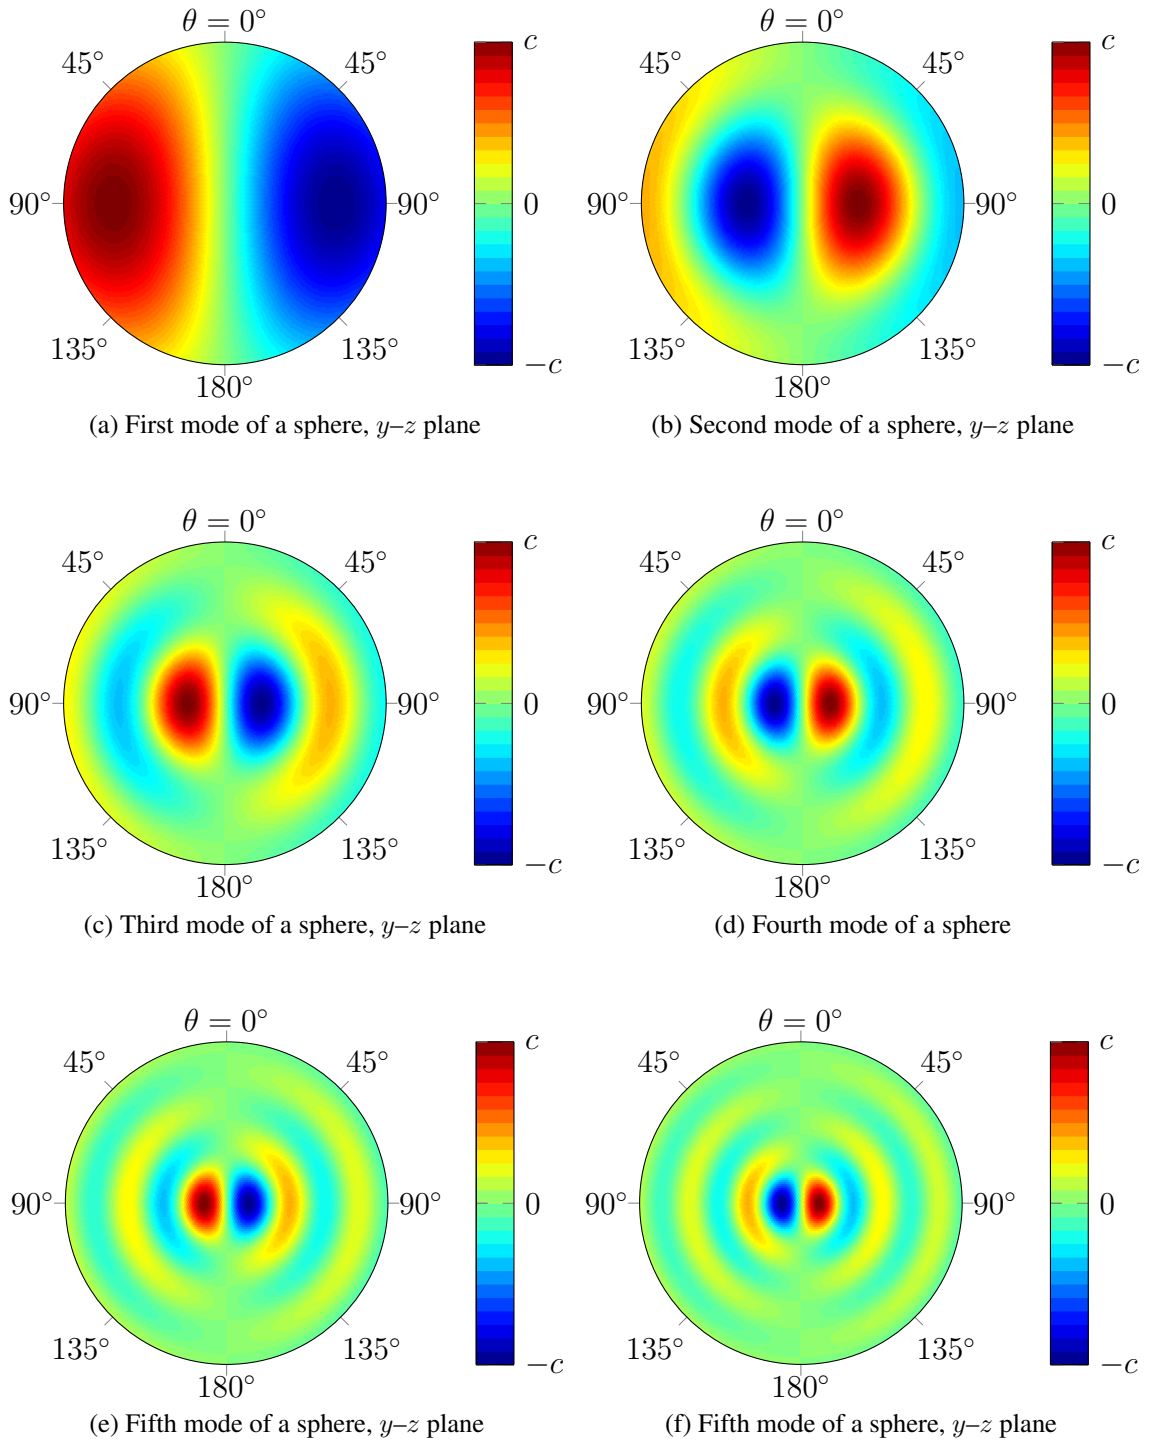 θ = 0° θ = 0°
c c
45° 45° 45° 45°
90° 90° 0 90° 90° 0
135° 135° 135° 135°
−c −c
180° 180°
(a) First mode of a sphere, y–z plane (b) Second mode of a sphere, y–z plane
θ = 0° θ = 0°
c c
45° 45° 45° 45°
90° 90° 0 90° 90° 0
135° 135° 135° 135°
−c −c
180° 180°
(c) Third mode of a sphere, y–z plane (d) Fourth mode of a sphere
θ = 0° θ = 0°
c c
45° 45° 45° 45°
90° 90° 0 90° 90° 0
135° 135° 135° 135°
−c −c
180° 180°
(e) Fifth mode of a sphere, y–z plane (f) Fifth mode of a sphere, y–z plane